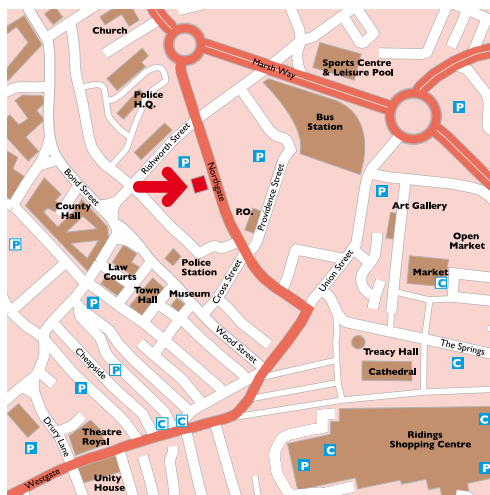 Church
Sports Centre
& Leisure Pool
Marsh Way
Police
H.Q.
P
Bus
Station
Rishworth Street
P
P
Bond Street
Northgate
Providence Street
P
County
Hall
P.O.
Art Gallery
P
Open
Market
Law
Courts
Police
Station
Union Street
Market
C
Town
Hall
Museum
Cross Street
P
Wood Street
The Springs
Treacy Hall
Cheapside
P
Cathedral
C
P
Drury Lane
C
C
C
Theatre
Royal
Ridings
Shopping Centre
P
C
P
P
Westgate
Unity
House